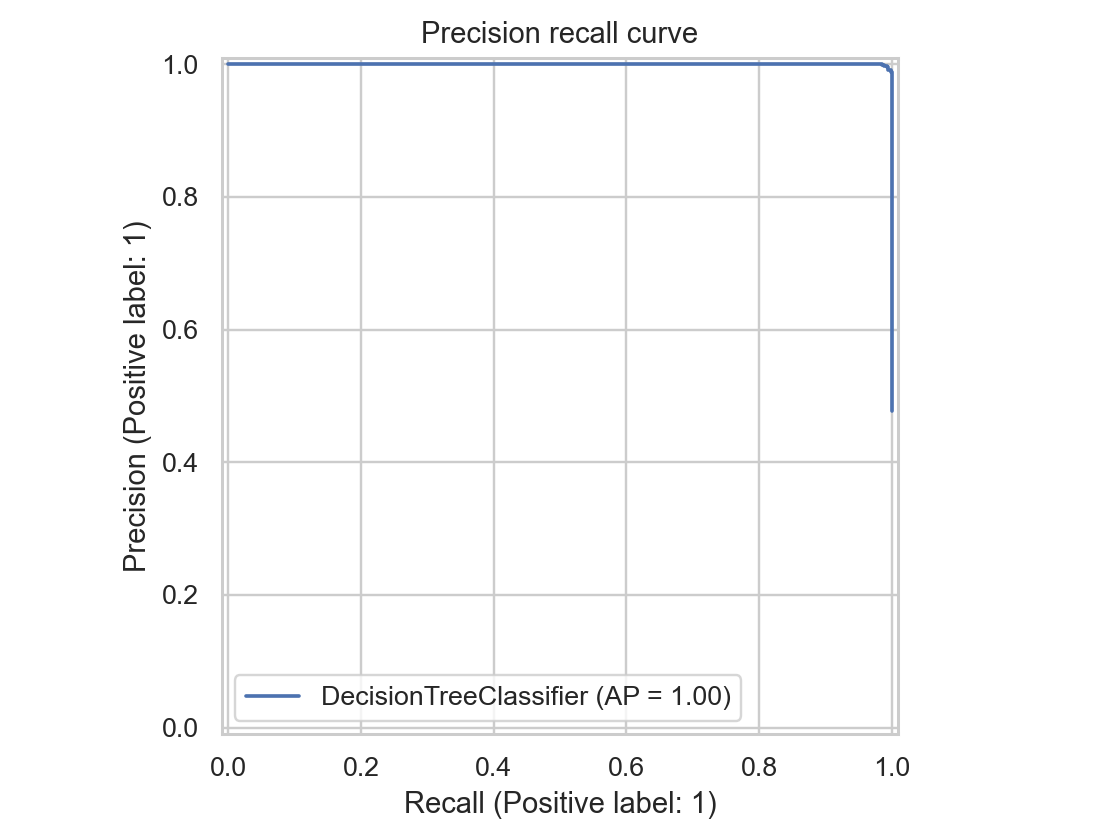 Precision recall curve
1.0
0.8
0.6
0.4
0.2
0.0
Precision (Positive label: 1)
DecisionTreeClassifier (AP = 1.00)
0.0 0.2 0.4 0.6 0.8 1.0
Recall (Positive label: 1)